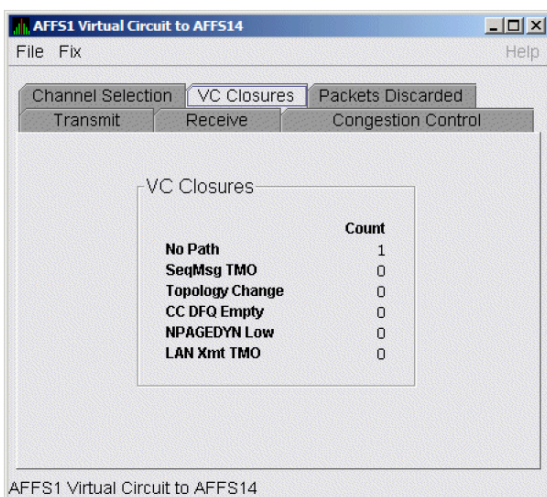 AFFS1 Virtual Circuit to AFFS14
File Fix Help
Channel Selection VC Closures Packets Discarded
Transmit Receive Congestion Control
VC Closures
Count
No Path 1
SeqMsg TMO 0
Topology Change 0
CC DFQ Empty 0
NPAGEDYN Low 0
LAN Xmt TMO 0
AFFS1 Virtual Circuit to AFFS14